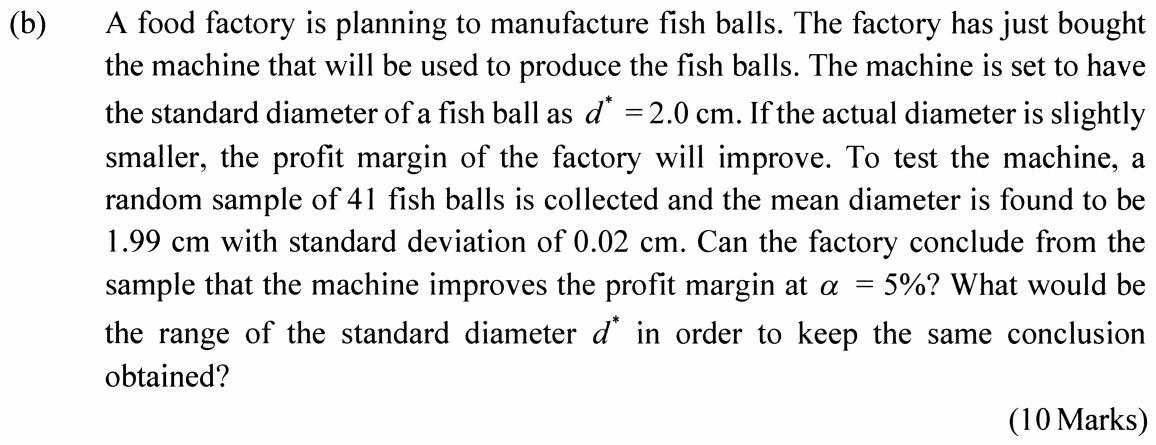 (b) A food factory is planning to manufacture fish balls. The factory has just bought
the machine that will be used to produce the fish balls. The machine is set to have
the standard diameter of a fish ball as d* = 2.0 cm. If the actual diameter is slightly
smaller, the profit margin of the factory will improve. To test the machine, a
random sample of 41 fish balls is collected and the mean diameter is found to be
1.99 cm with standard deviation of 0.02 cm. Can the factory conclude from the
sample that the machine improves the profit margin at α = 5%? What would be
the range of the standard diameter d* in order to keep the same conclusion
obtained?
(10 Marks)